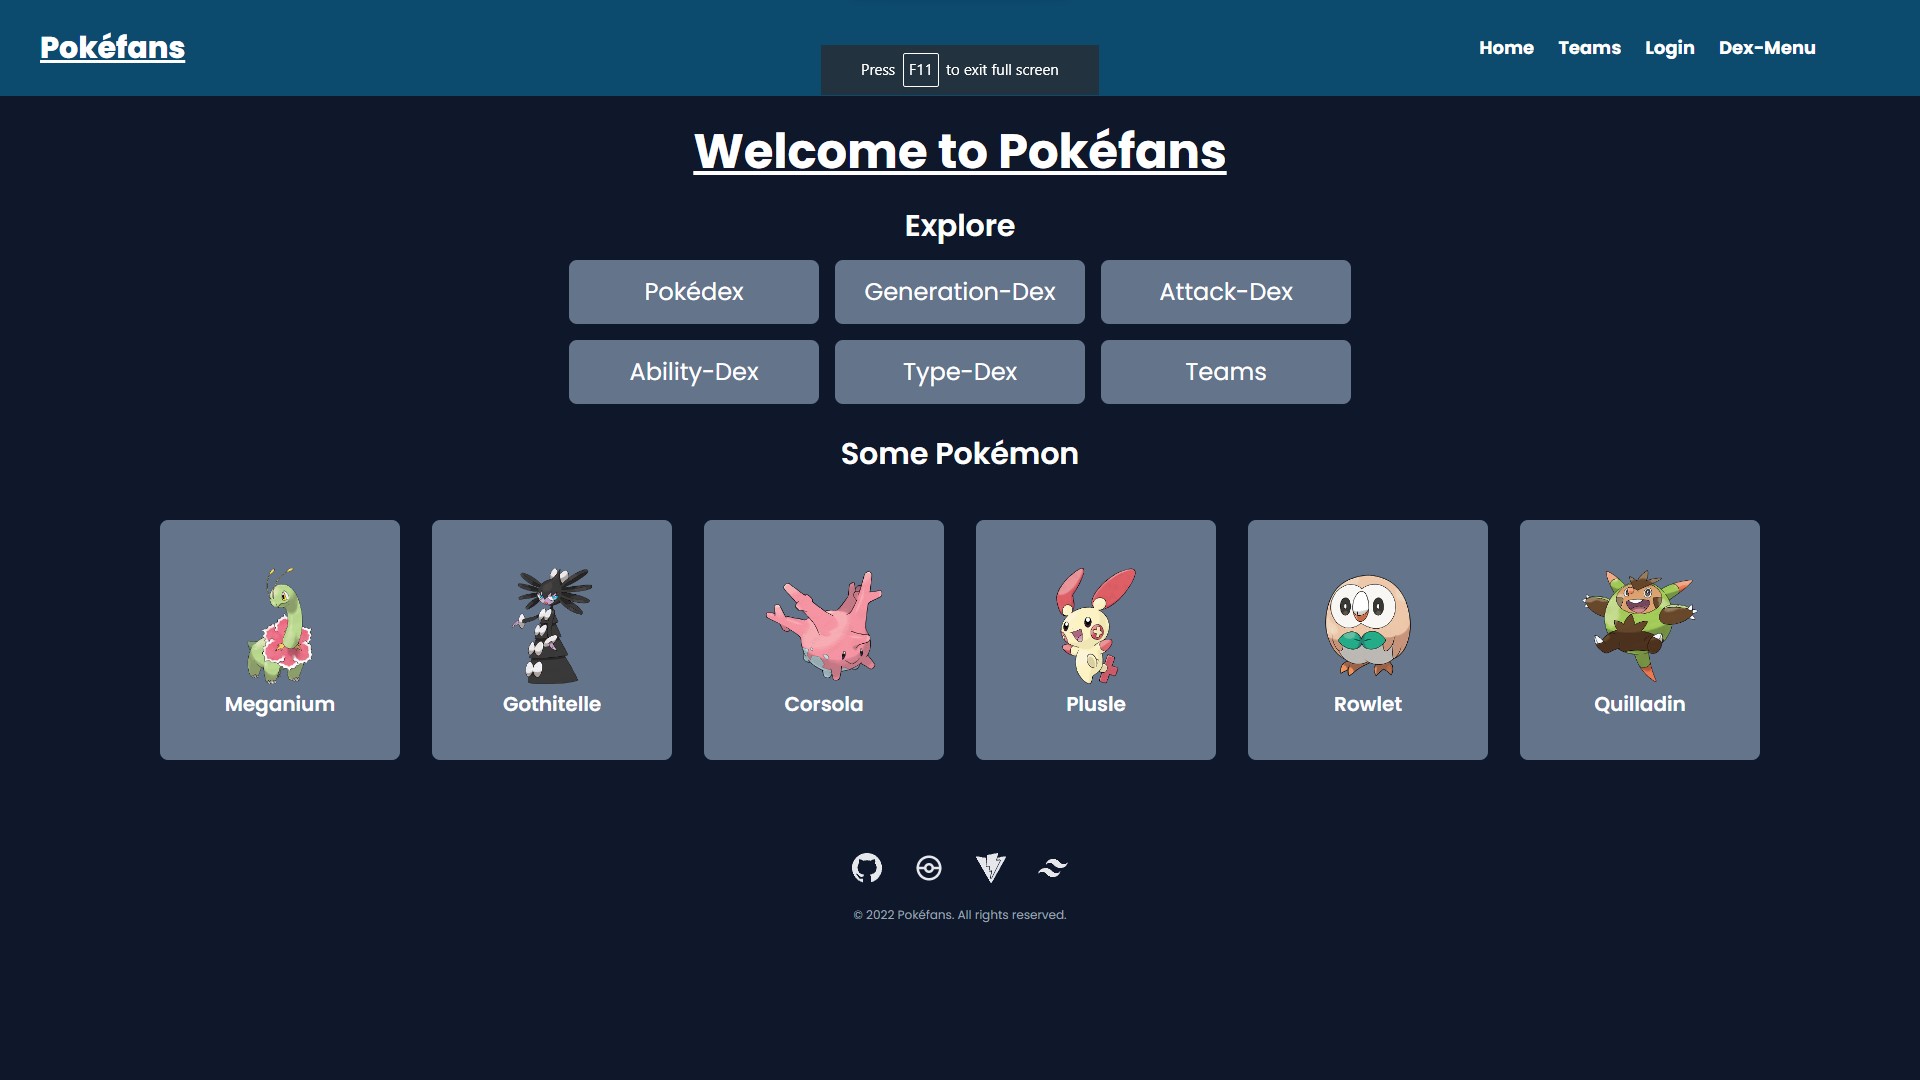 Pokéfans
Home Teams Login Dex-Menu
Press F11 to exit full screen
Welcome to Pokéfans
Explore
Pokédex Generation-Dex Attack-Dex
Ability-Dex Type-Dex Teams
Some Pokémon
Meganium Gothitelle Corsola Plusle Rowlet Quilladin
© 2022 Pokéfans. All rights reserved.